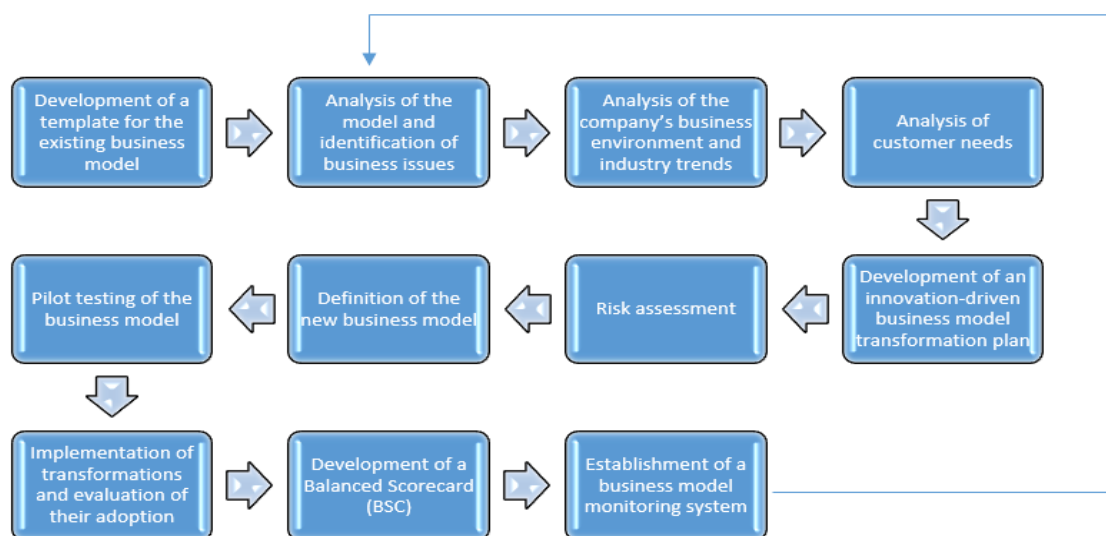 Development of a
template for the
existing business
model
Analysis of the
model and
identification of
business issues
Analysis of the
company's business
environment and
industry trends
Analysis of
customer needs
Development of an
innovation-driven
business model
transformation plan
Risk assessment
Definition of the
new business model
Pilot testing of the
business model
Implementation of
transformations
and evaluation of
their adoption
Development of a
Balanced Scorecard
(BSC)
Establishment of a
business model
monitoring system